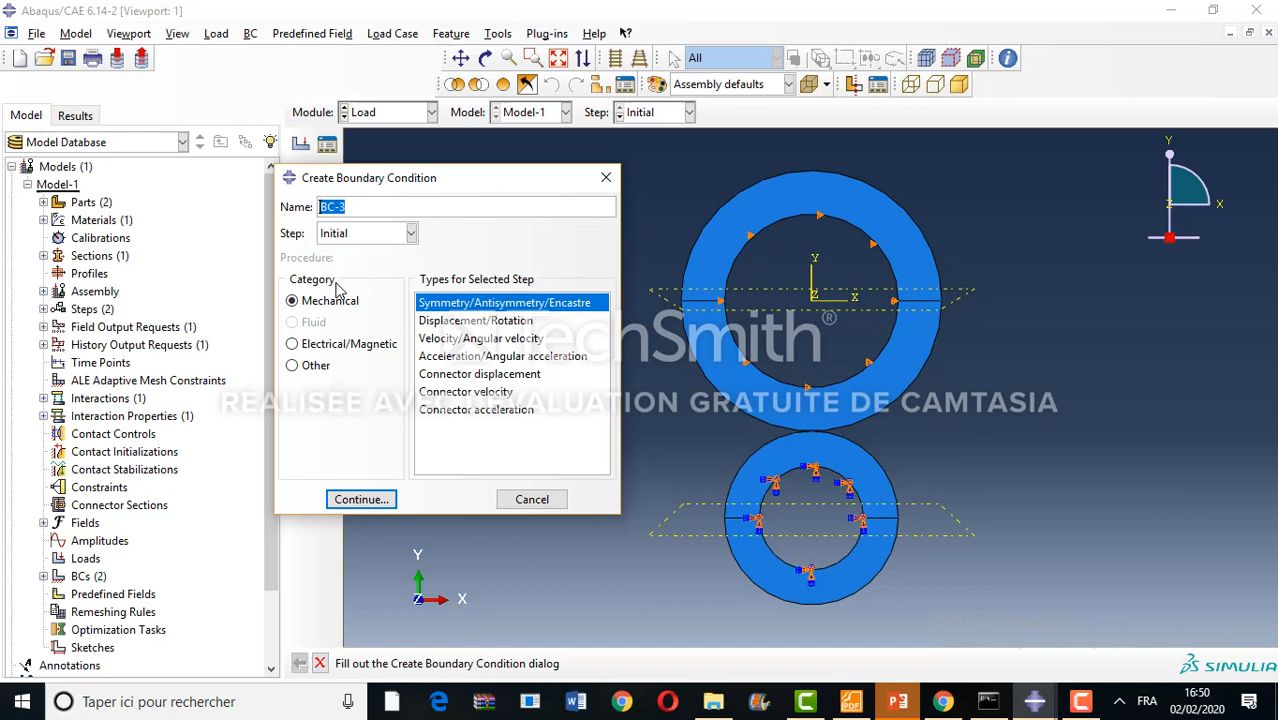 Abaqus/CAE 6.14-2 [Viewport: 1]
File Model Viewport View Load BC Predefined Field Load Case Feature Tools Plug-ins Help
All
Assembly defaults
Model Results
Module: Load Model: Model-1 Step: Initial
Model Database
Models (1)
Model-1
Parts (2)
Materials (1)
Calibrations
Sections (1)
Profiles
Assembly
Steps (2)
Field Output Requests (1)
History Output Requests (1)
Time Points
ALE Adaptive Mesh Constraints
Interactions (1)
Interaction Properties (1)
Contact Controls
Contact Initializations
Contact Stabilizations
Constraints
Connector Sections
Fields
Amplitudes
Loads
BCs (2)
Predefined Fields
Remeshing Rules
Optimization Tasks
Sketches
Annotations
Create Boundary Condition
Name: BC-3
Step: Initial
Procedure:
Category
Mechanical
Fluid
Electrical/Magnetic
Other
Types for Selected Step
Symmetry/Antisymmetry/Encastre
Displacement/Rotation
Velocity/Angular velocity
Acceleration/Angular acceleration
Connector displacement
Connector velocity
Connector acceleration
Continue... Cancel
TechSmith®
RÉALISÉE AVEC L'ÉVALUATION GRATUITE DE CAMTASIA
Y
X
Z
Y
X
Z
Y
X
Z
Fill out the Create Boundary Condition dialog
SIMULIA
Taper ici pour rechercher
FRA
16:50
02/02/2020